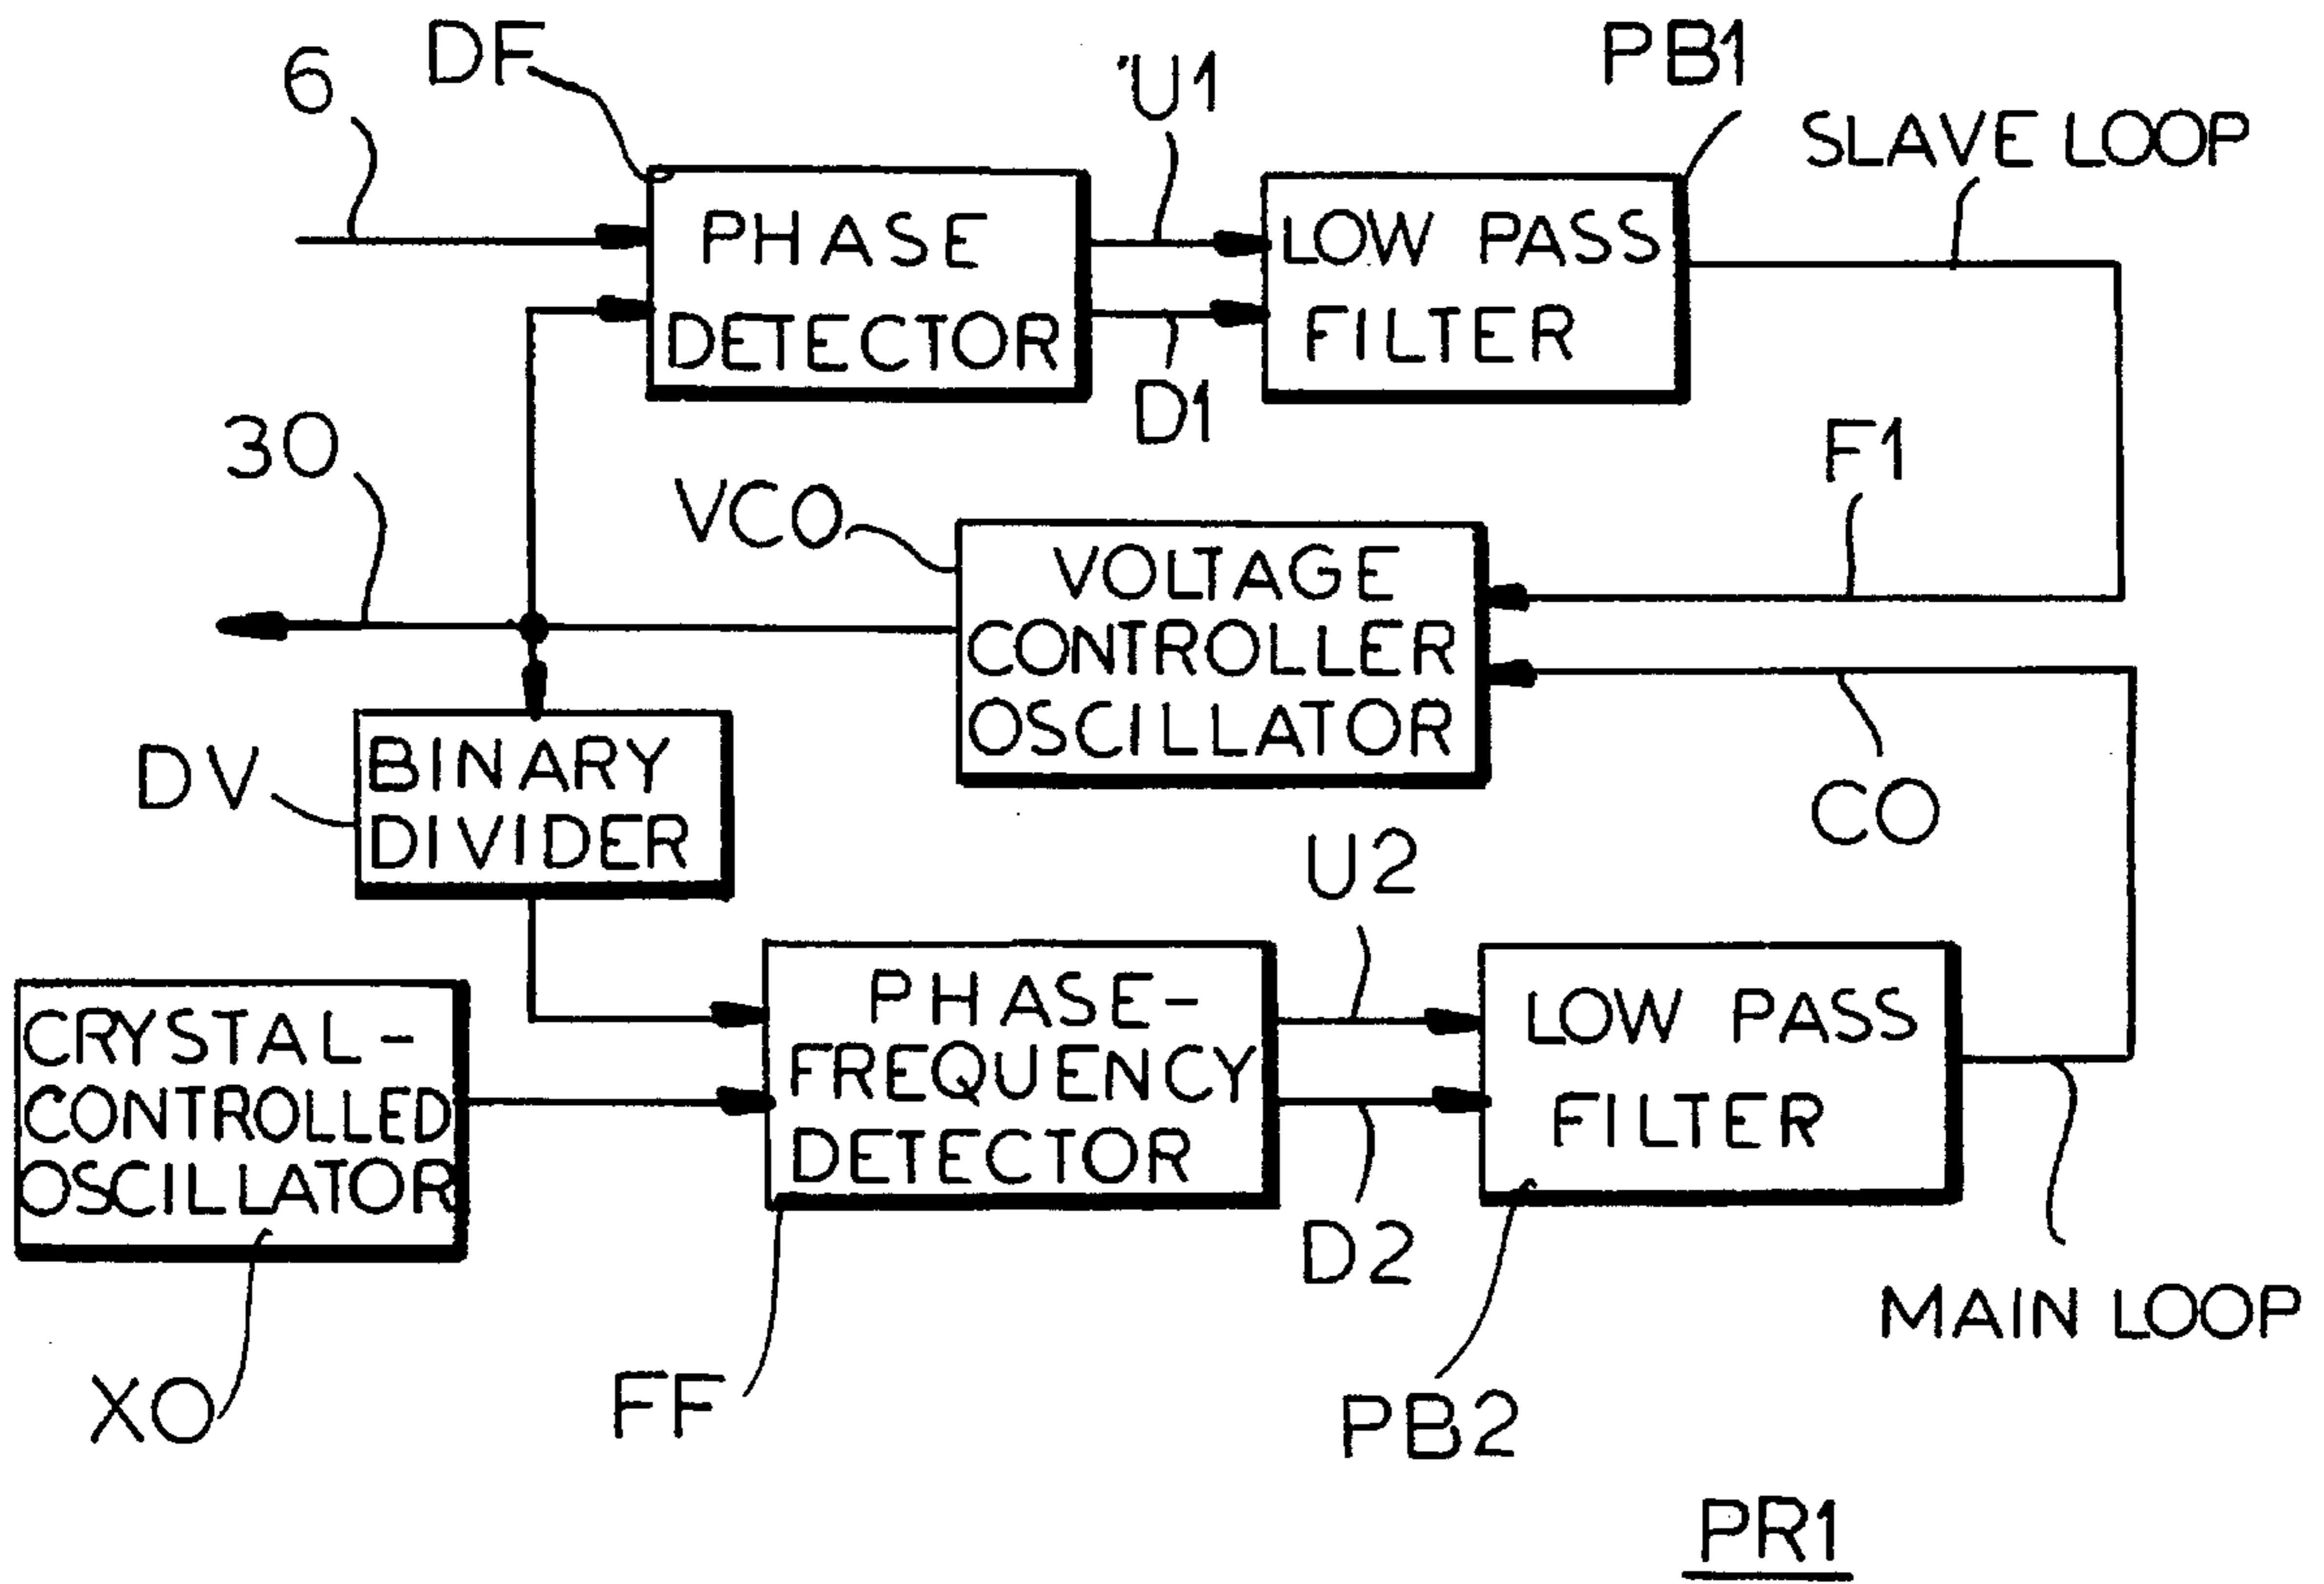 6
DF
U1
PB1
SLAVE LOOP
PHASE
DETECTOR
LOW PASS
FILTER
D1
F1
30
VCO
VOLTAGE
CONTROLLER
OSCILLATOR
CO
DV
BINARY
DIVIDER
U2
CRYSTAL-
CONTROLLED
OSCILLATOR
PHASE-
FREQUENCY
DETECTOR
LOW PASS
FILTER
D2
MAIN LOOP
XO
FF
PB2
PR1